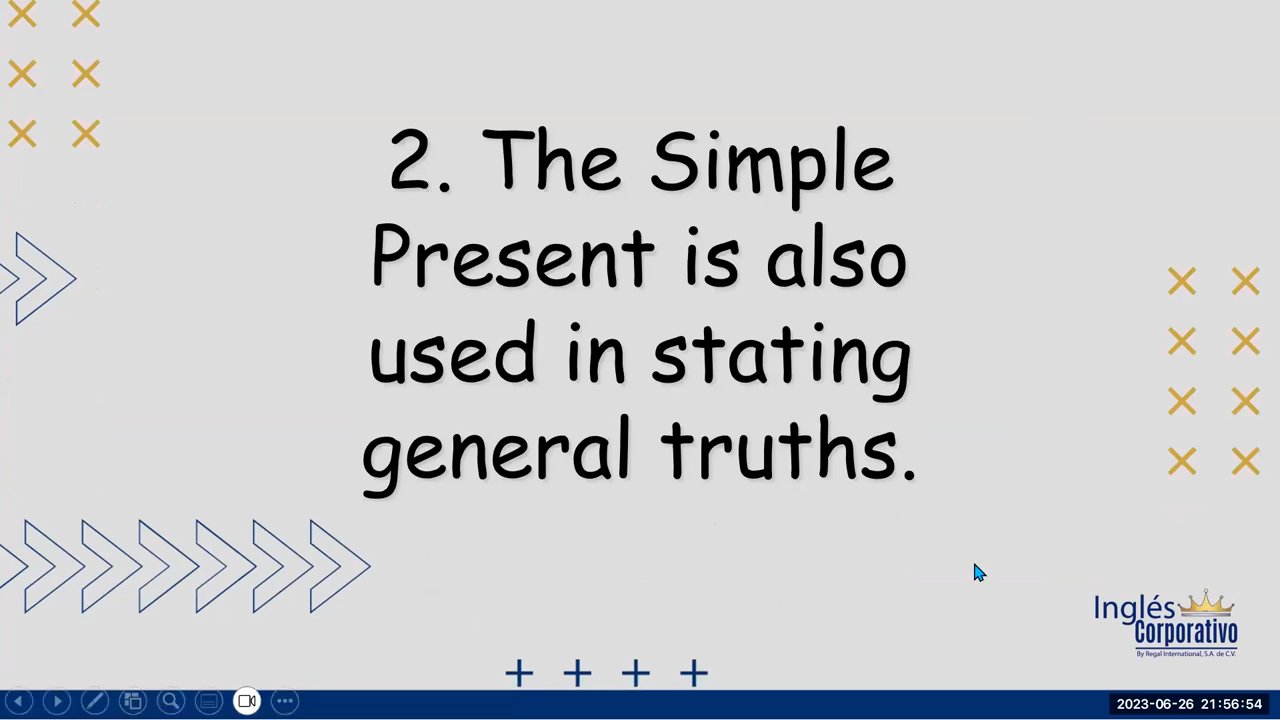 2. The Simple
Present is also
used in stating
general truths.
Inglés
Corporativo
By Regal International, S.A. de C.V.
2023-06-26 21:56:54